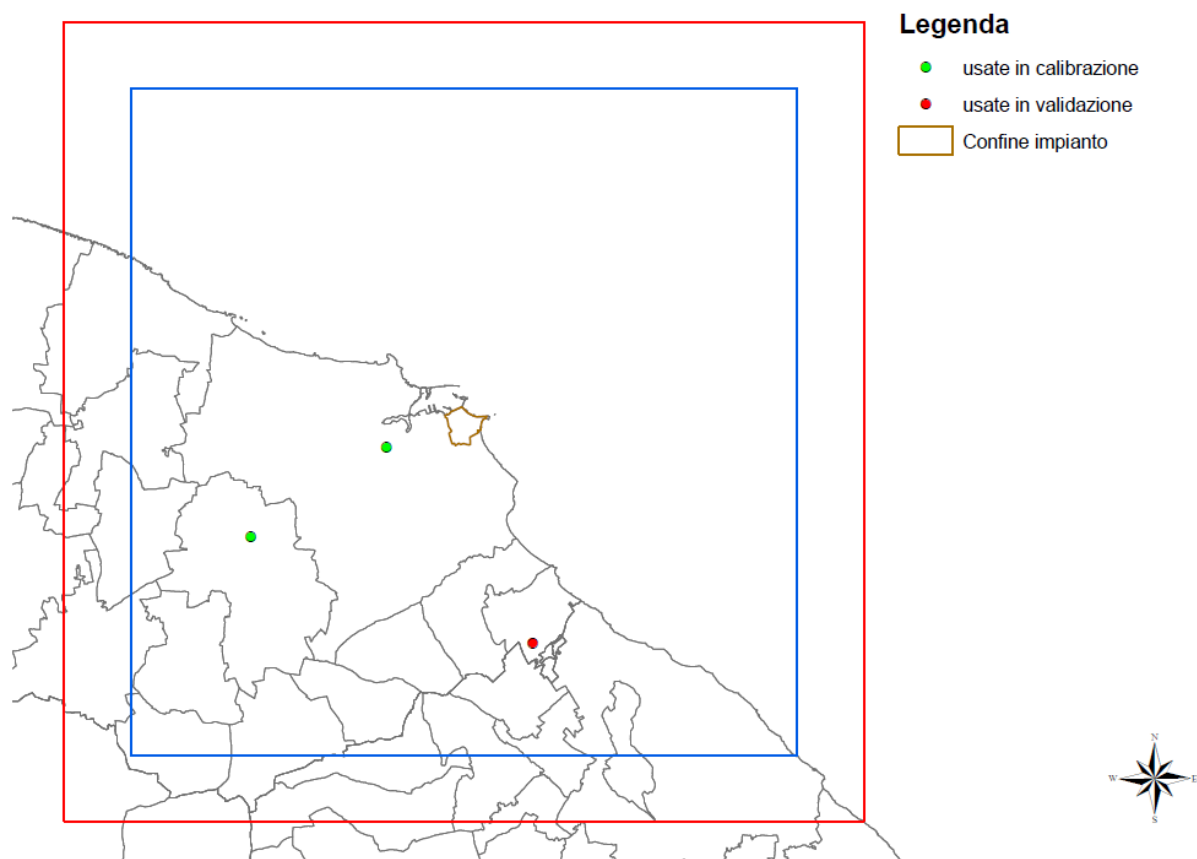 Legenda
usate in calibrazione
usate in validazione
Confine impianto
N
W E
S